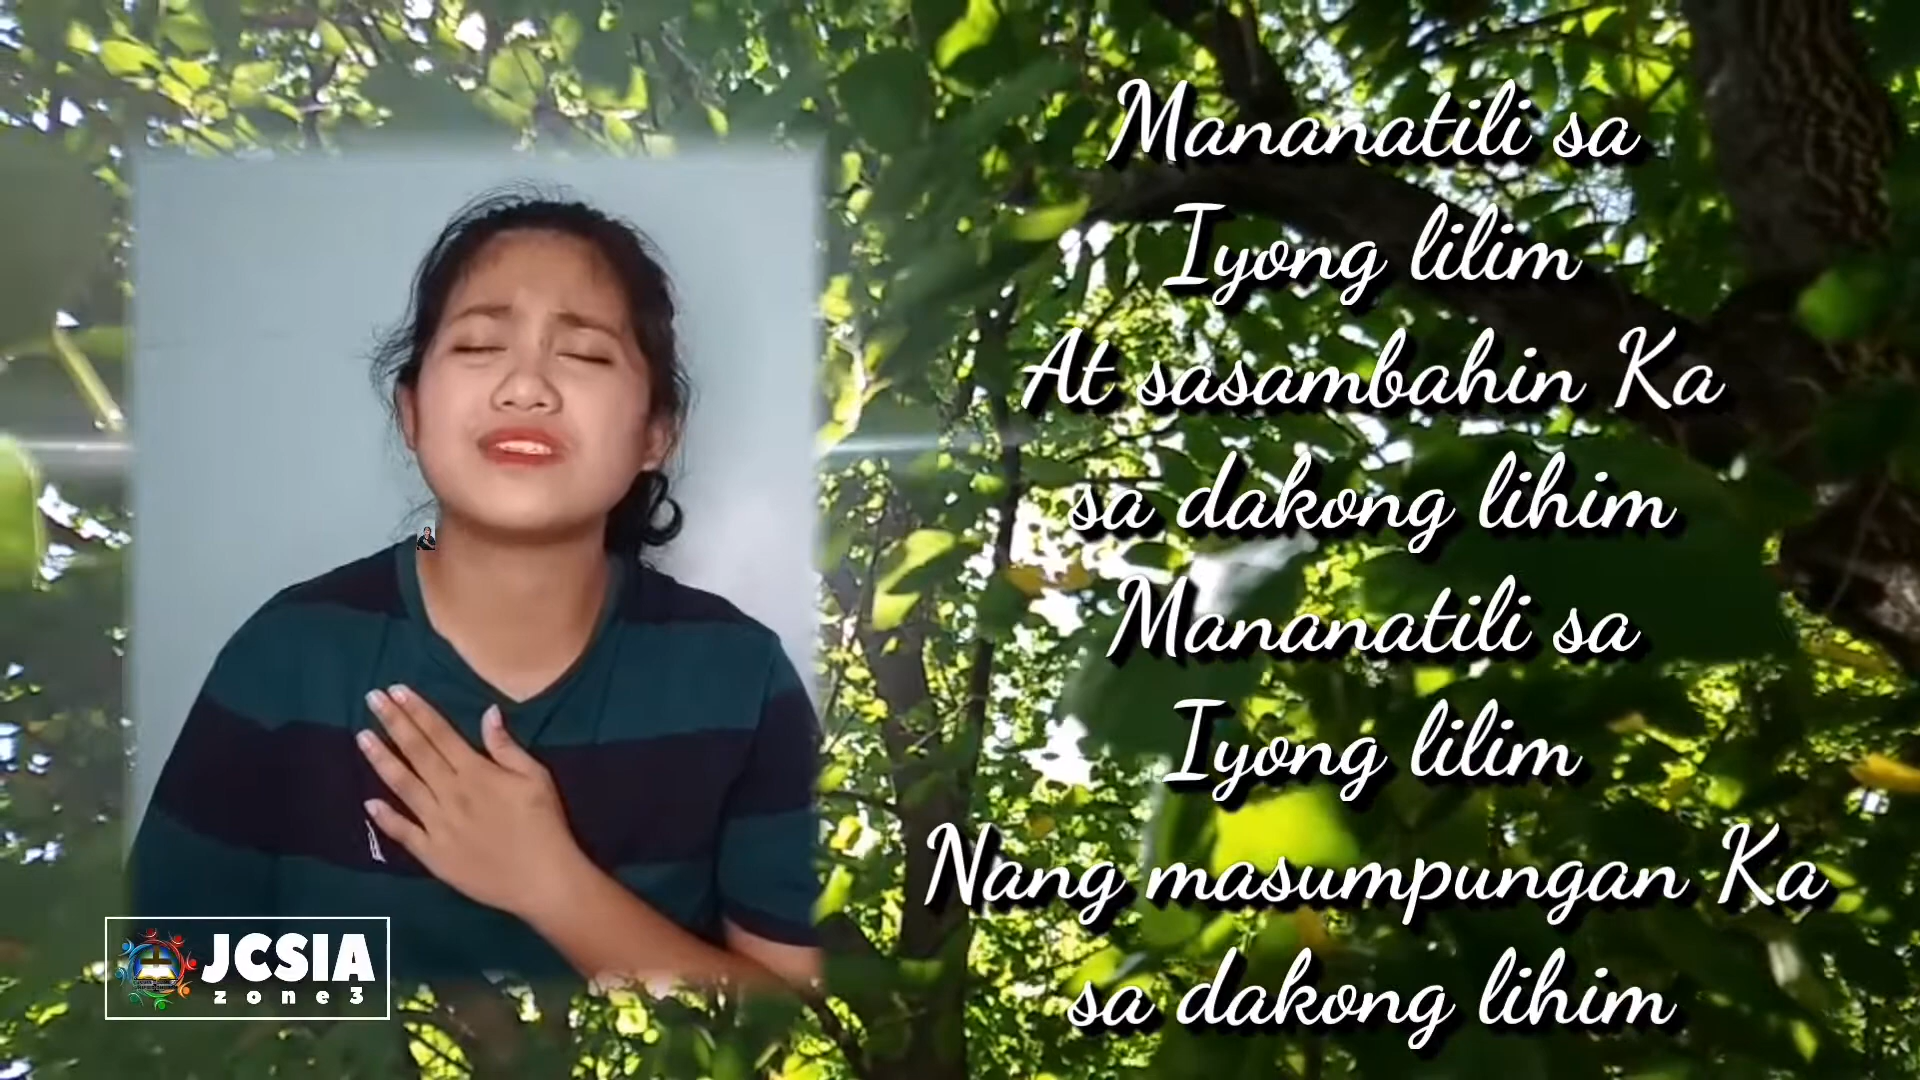 Mananatili sa
Iyong lilim
At sasambahin Ka
sa dakong lihim
Mananatili sa
Iyong lilim
Nang masumpungan Ka
sa dakong lihim
JCSIA
zone3